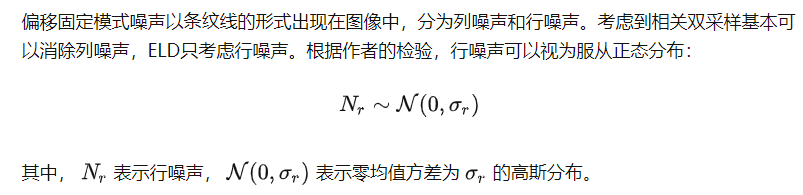 偏移固定模式噪声以条纹线的形式出现在图像中，分为列噪声和行噪声。考虑到相关双采样基本可
以消除列噪声，ELD只考虑行噪声。根据作者的检验，行噪声可以视为服从正态分布：
N_r ∼ 𝒩(0, σ_r)
其中， N_r 表示行噪声， 𝒩(0, σ_r) 表示零均值方差为 σ_r 的高斯分布。